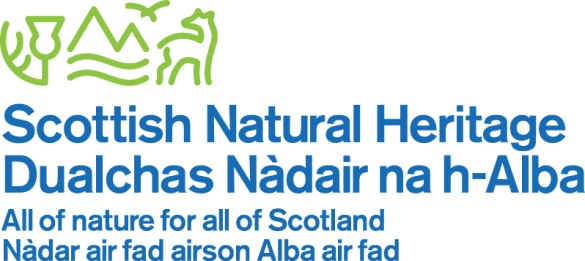 Scottish Natural Heritage
Dualchas Nàdair na h-Alba
All of nature for all of Scotland
Nàdar air fad airson Alba air fad